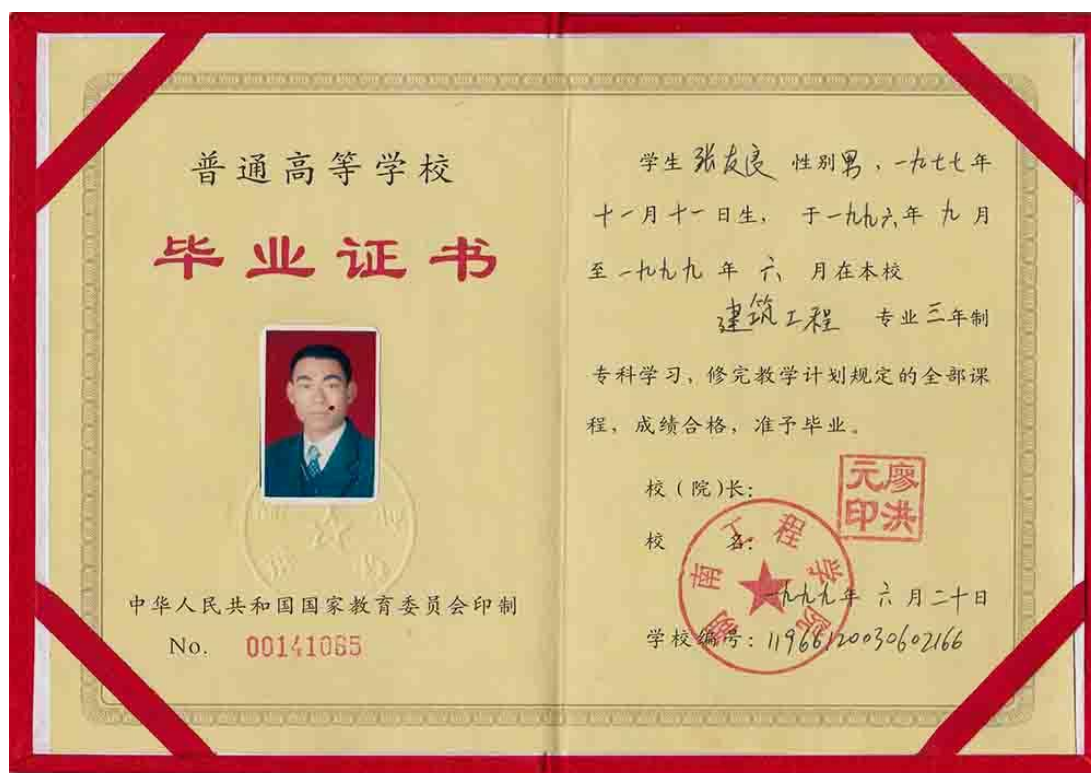 普通高等学校
毕业证书
中华人民共和国国家教育委员会印制
No. 00141085
学生 张友良 性别男，一九七七年
十一月十一日生，于一九九六年 九月
至一九九九 年 六 月在本校
建筑工程 专业三年制
专科学习，修完教学计划规定的全部课
程，成绩合格，准予毕业。
校（院）长：
廖洪元印
校 名：
工程学院
一九九九年 六月二十日
学校编号：11966120030602166